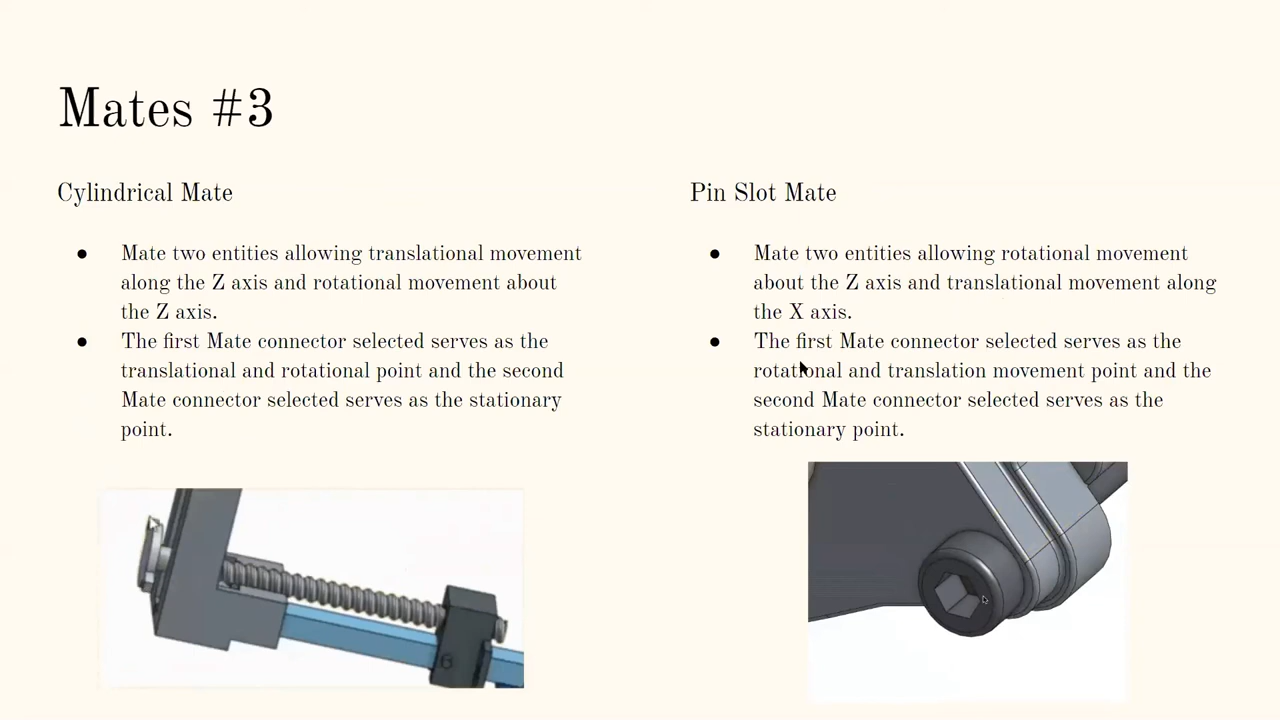 Mates #3
Cylindrical Mate
● Mate two entities allowing translational movement
along the Z axis and rotational movement about
the Z axis.
● The first Mate connector selected serves as the
translational and rotational point and the second
Mate connector selected serves as the stationary
point.
Pin Slot Mate
● Mate two entities allowing rotational movement
about the Z axis and translational movement along
the X axis.
● The first Mate connector selected serves as the
rotational and translation movement point and the
second Mate connector selected serves as the
stationary point.
6